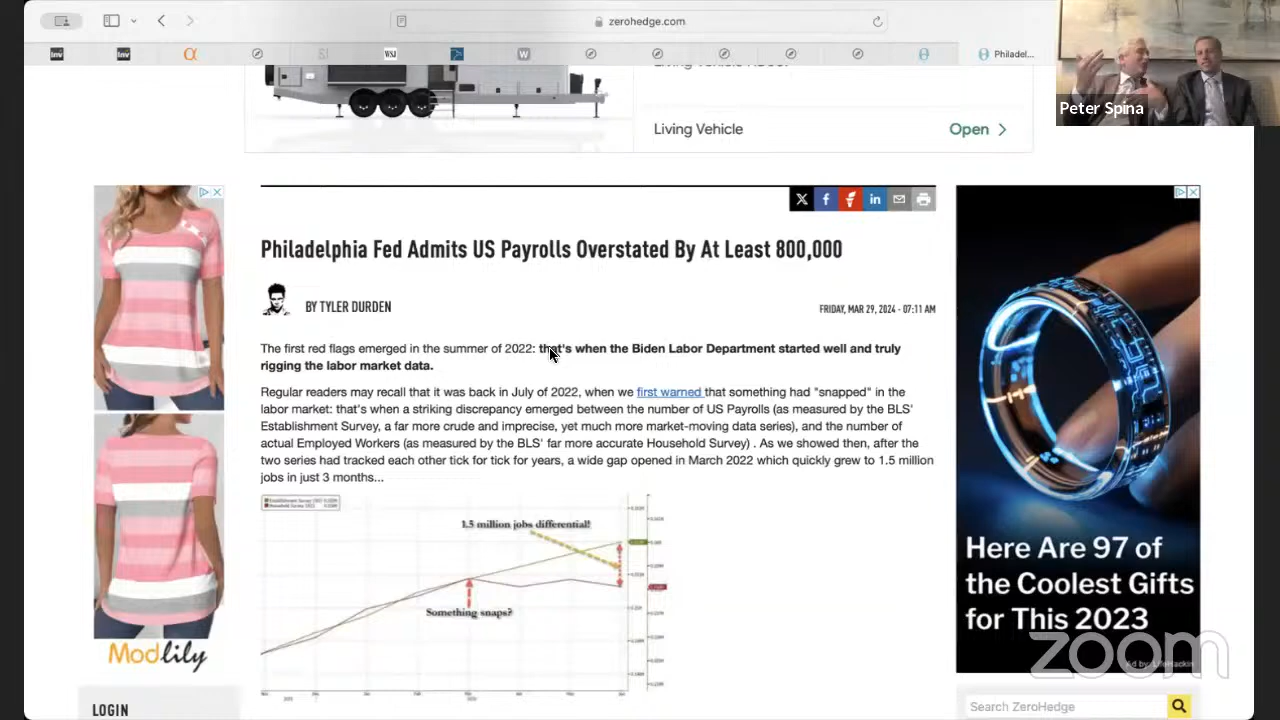 zerohedge.com
WSJ
W
Philadel...
Peter Spina
Living Vehicle
Open
Philadelphia Fed Admits US Payrolls Overstated By At Least 800,000
BY TYLER DURDEN
FRIDAY, MAR 29, 2024 - 07:11 AM
The first red flags emerged in the summer of 2022: that's when the Biden Labor Department started well and truly
rigging the labor market data.
Regular readers may recall that it was back in July of 2022, when we first warned that something had "snapped" in the
labor market: that's when a striking discrepancy emerged between the number of US Payrolls (as measured by the BLS'
Establishment Survey, a far more crude and imprecise, yet much more market-moving data series), and the number of
actual Employed Workers (as measured by the BLS' far more accurate Household Survey) . As we showed then, after the
two series had tracked each other tick for tick for years, a wide gap opened in March 2022 which quickly grew to 1.5 million
jobs in just 3 months...
1.5 million jobs differential!
Something snaps?
Modlily
LOGIN
Here Are 97 of
the Coolest Gifts
for This 2023
zoom
Search ZeroHedge